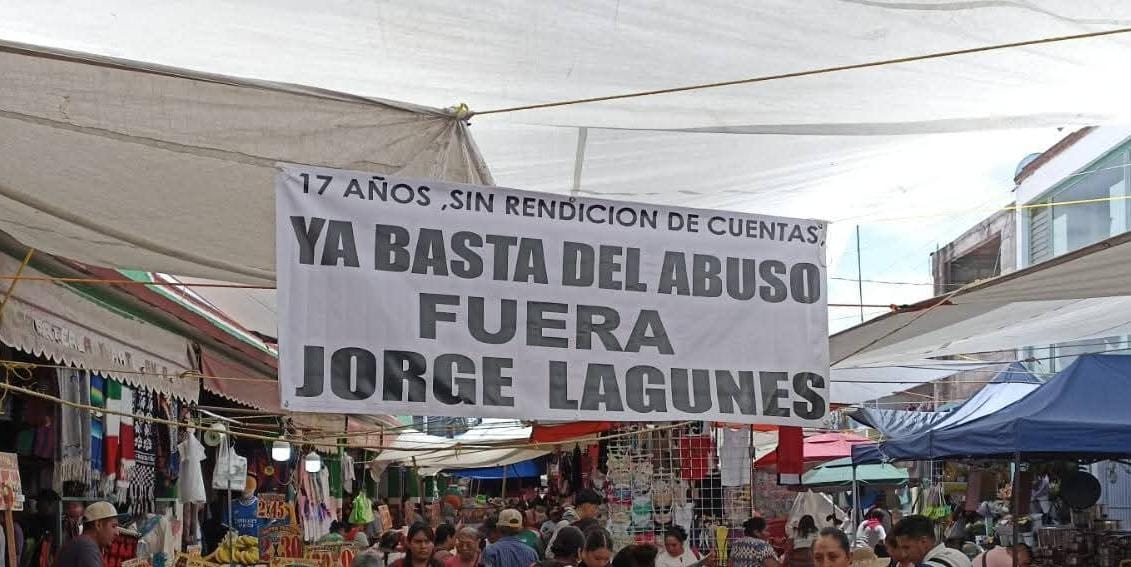 17 AÑOS ,SIN RENDICION DE CUENTAS,
YA BASTA DEL ABUSO
FUERA
JORGE LAGUNES